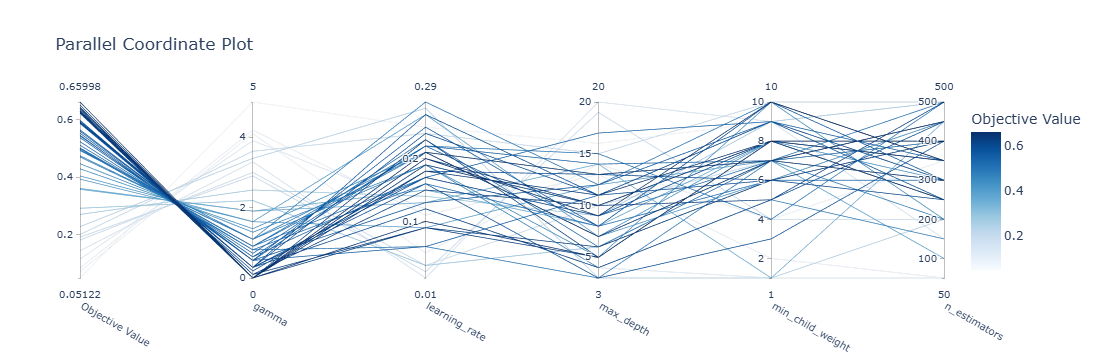 Parallel Coordinate Plot
0.65998 5 0.29 20 10 500
Objective Value
0.6 0.4 0.2
4 2 0
0.2 0.1
20 15 10 5
10 8 6 4 2
500 400 300 200 100
0.6 0.4 0.2
0.05122 0 0.01 3 1 50
Objective Value
gamma
learning_rate
max_depth
min_child_weight
n_estimators